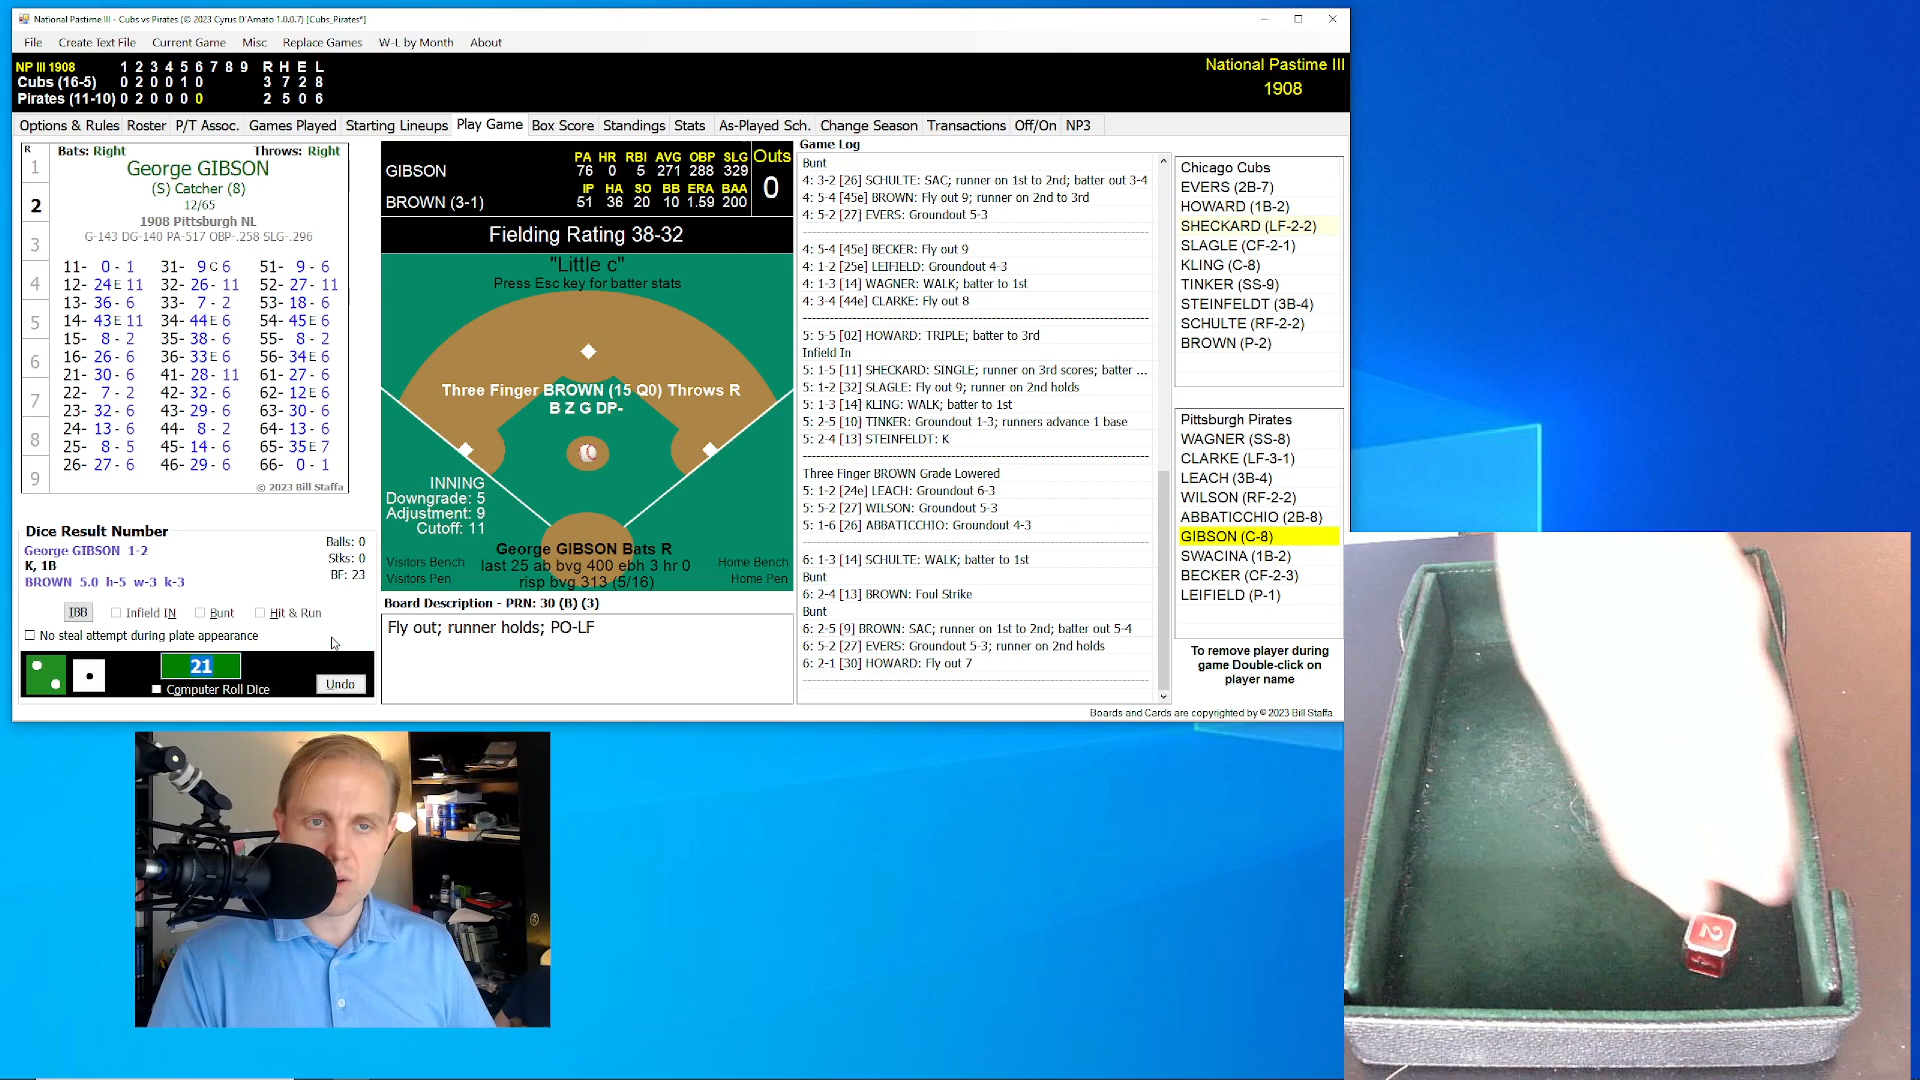 National Pastime III - Cubs vs Pirates (© 2023 Cyrus D'Amato 1.0.0.7) [Cubs_Pirates*]
File Create Text File Current Game Misc Replace Games W-L by Month About
NP III 1908 1 2 3 4 5 6 7 8 9 R H E L
Cubs (16-5) 0 2 0 0 1 0 3 7 2 8
Pirates (11-10) 0 2 0 0 0 0 2 5 0 6
National Pastime III
1908
Options & Rules Roster P/T Assoc. Games Played Starting Lineups Play Game Box Score Standings Stats As-Played Sch. Change Season Transactions Off/On NP3
R
1
2
3
4
5
6
7
8
9
Bats: Right Throws: Right
George GIBSON
(S) Catcher (8)
12/65
1908 Pittsburgh NL
G-143 DG-140 PA-517 OBP-.258 SLG-.296
11- 0 - 1 31- 9 C 6 51- 9 - 6
12- 24 E 11 32- 26 - 11 52- 27 - 11
13- 36 - 6 33- 7 - 2 53- 18 - 6
14- 43 E 11 34- 44 E 6 54- 45 E 6
15- 8 - 2 35- 38 - 6 55- 8 - 2
16- 26 - 6 36- 33 E 6 56- 34 E 6
21- 30 - 6 41- 28 - 11 61- 27 - 6
22- 7 - 2 42- 32 - 6 62- 12 E 6
23- 32 - 6 43- 29 - 6 63- 30 - 6
24- 13 - 6 44- 8 - 2 64- 13 - 6
25- 8 - 5 45- 14 - 6 65- 35 E 7
26- 27 - 6 46- 29 - 6 66- 0 - 1
© 2023 Bill Staffa
Dice Result Number
George GIBSON 1-2
K, 1B
BROWN 5.0 h-5 w-3 k-3
Balls: 0
Stks: 0
BF: 23
IBB Infield IN Bunt Hit & Run
No steal attempt during plate appearance
21
Computer Roll Dice
Undo
PA HR RBI AVG OBP SLG
GIBSON 76 0 5 271 288 329
IP HA SO BB ERA BAA
BROWN (3-1) 51 36 20 10 1.59 200
Outs
0
Fielding Rating 38-32
"Little c"
Press Esc key for batter stats
Three Finger BROWN (15 Q0) Throws R
B Z G DP-
INNING
Downgrade: 5
Adjustment: 9
Cutoff: 11
Visitors Bench
Visitors Pen
George GIBSON Bats R
last 25 ab bvg 400 ebh 3 hr 0
risp bvg 313 (5/16)
Home Bench
Home Pen
Board Description - PRN: 30 (B) (3)
Fly out; runner holds; PO-LF
Game Log
Bunt
4: 3-2 [26] SCHULTE: SAC; runner on 1st to 2nd; batter out 3-4
4: 5-4 [45e] BROWN: Fly out 9; runner on 2nd to 3rd
4: 5-2 [27] EVERS: Groundout 5-3
4: 5-4 [45e] BECKER: Fly out 9
4: 1-2 [25e] LEIFIELD: Groundout 4-3
4: 1-3 [14] WAGNER: WALK; batter to 1st
4: 3-4 [44e] CLARKE: Fly out 8
5: 5-5 [02] HOWARD: TRIPLE; batter to 3rd
Infield In
5: 1-5 [11] SHECKARD: SINGLE; runner on 3rd scores; batter ...
5: 1-2 [32] SLAGLE: Fly out 9; runner on 2nd holds
5: 1-3 [14] KLING: WALK; batter to 1st
5: 2-5 [10] TINKER: Groundout 1-3; runners advance 1 base
5: 2-4 [13] STEINFELDT: K
Three Finger BROWN Grade Lowered
5: 1-2 [24e] LEACH: Groundout 6-3
5: 5-2 [27] WILSON: Groundout 5-3
5: 1-6 [26] ABBATICCHIO: Groundout 4-3
6: 1-3 [14] SCHULTE: WALK; batter to 1st
Bunt
6: 2-4 [13] BROWN: Foul Strike
Bunt
6: 2-5 [9] BROWN: SAC; runner on 1st to 2nd; batter out 5-4
6: 5-2 [27] EVERS: Groundout 5-3; runner on 2nd holds
6: 2-1 [30] HOWARD: Fly out 7
Chicago Cubs
EVERS (2B-7)
HOWARD (1B-2)
SHECKARD (LF-2-2)
SLAGLE (CF-2-1)
KLING (C-8)
TINKER (SS-9)
STEINFELDT (3B-4)
SCHULTE (RF-2-2)
BROWN (P-2)
Pittsburgh Pirates
WAGNER (SS-8)
CLARKE (LF-3-1)
LEACH (3B-4)
WILSON (RF-2-2)
ABBATICCHIO (2B-8)
GIBSON (C-8)
SWACINA (1B-2)
BECKER (CF-2-3)
LEIFIELD (P-1)
To remove player during
game Double-click on
player name
Boards and Cards are copyrighted by © 2023 Bill Staffa
2